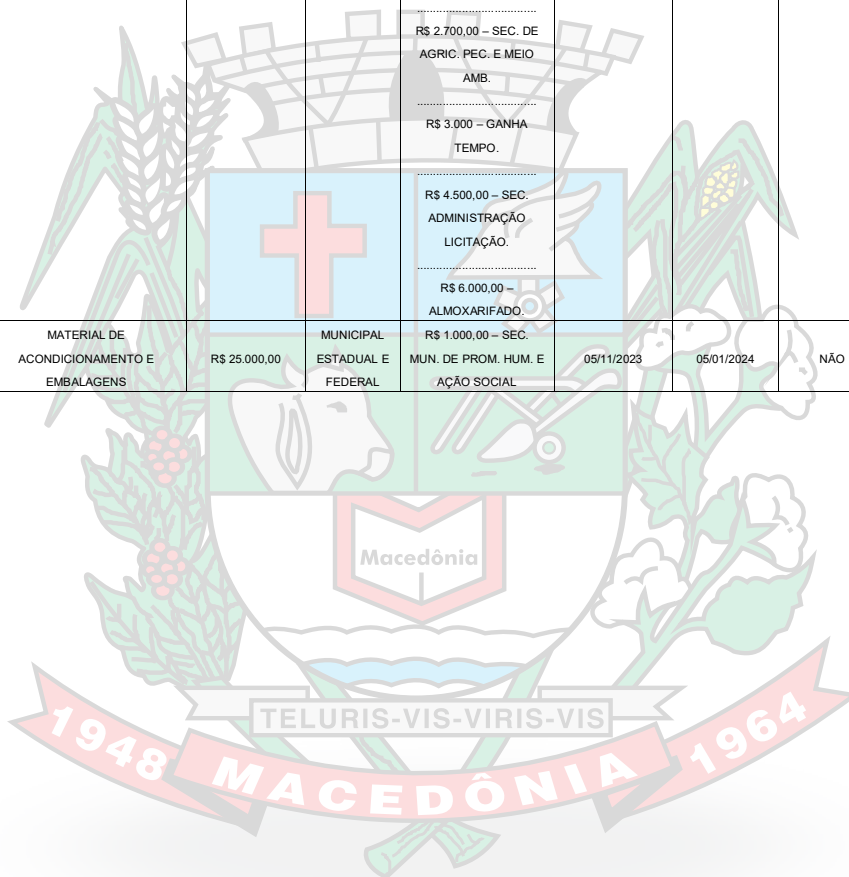 ....................................
R$ 2.700,00 – SEC. DE
AGRIC. PEC. E MEIO
AMB.
....................................
R$ 3.000 – GANHA
TEMPO.
....................................
R$ 4.500,00 – SEC.
ADMINISTRAÇÃO
LICITAÇÃO.
....................................
R$ 6.000,00 –
ALMOXARIFADO.
MATERIAL DE
ACONDICIONAMENTO E
EMBALAGENS
R$ 25.000,00
MUNICIPAL
ESTADUAL E
FEDERAL
R$ 1.000,00 – SEC.
MUN. DE PROM. HUM. E
AÇÃO SOCIAL
05/11/2023
05/01/2024
NÃO
Macedônia
TELURIS-VIS-VIRIS-VIS
1948
MACEDÔNIA
1964